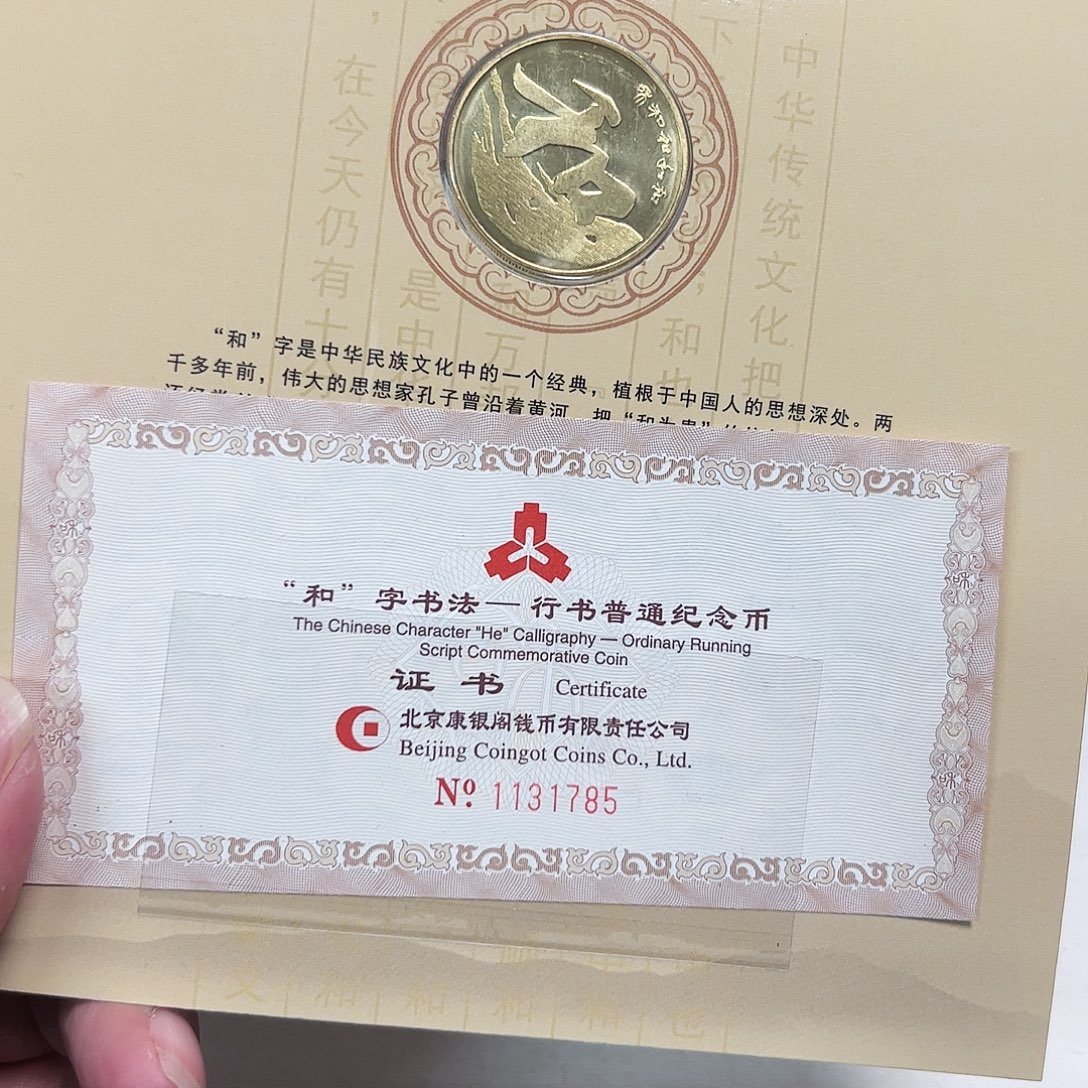 中华传统文化把
下
；和也
万
是中
，在今天仍有
“和”字是中华民族文化中的一个经典，植根于中国人的思想深处。两
千多年前，伟大的思想家孔子曾沿着黄河，把“和为贵”
“和”字书法—行书普通纪念币
The Chinese Character "He" Calligraphy — Ordinary Running
Script Commemorative Coin
证书 Certificate
北京康银阁钱币有限责任公司
Beijing Coingot Coins Co., Ltd.
Nº. 1131785